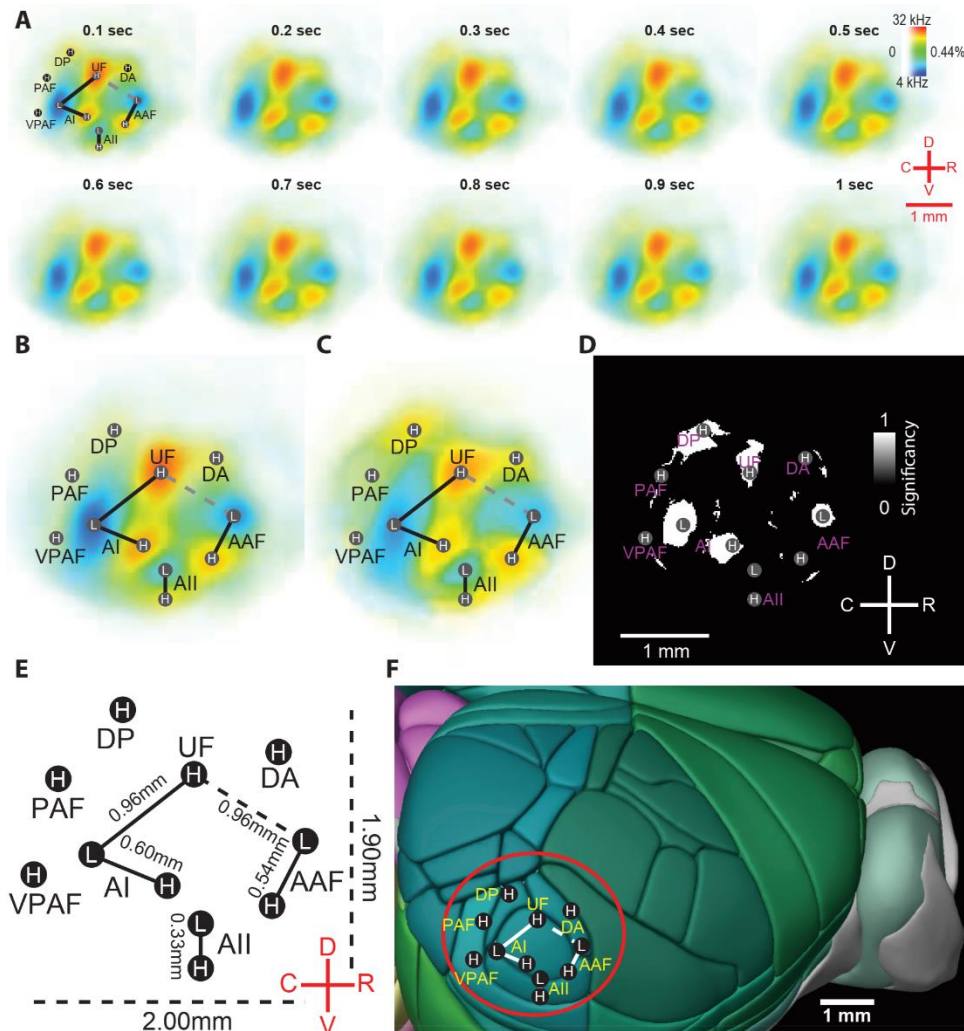 A
0.1 sec
0.2 sec
0.3 sec
0.4 sec
0.5 sec
32 kHz
0
0.44%
4 kHz
H
DP
UF
H
H
DA
H
PAF
L
L
H
VPAF
AI
H
H
AAF
L
AII
H
D
C
R
V
1 mm
0.6 sec
0.7 sec
0.8 sec
0.9 sec
1 sec
B
H
DP
UF
H
H
DA
H
PAF
L
L
H
VPAF
AI
H
H
AAF
L
AII
H
C
H
DP
UF
H
H
DA
H
PAF
L
L
H
VPAF
AI
H
H
AAF
L
AII
H
D
1
Significancy
0
H
DP
UF
H
H
DA
H
PAF
L
L
H
VPAF
AI
H
H
AAF
L
H
AII
D
C
R
V
1 mm
E
H
DP
UF
H
H
DA
H
PAF
0.96mm
0.96mm
L
L
0.60mm
0.54mm
H
VPAF
AI
H
H
AAF
L
0.33mm
AII
H
1.90mm
D
C
R
V
2.00mm
F
DP
H
UF
H
H
DA
PAF
H
L
AI
L
H
VPAF
H
H
AAF
L
AII
H
1 mm